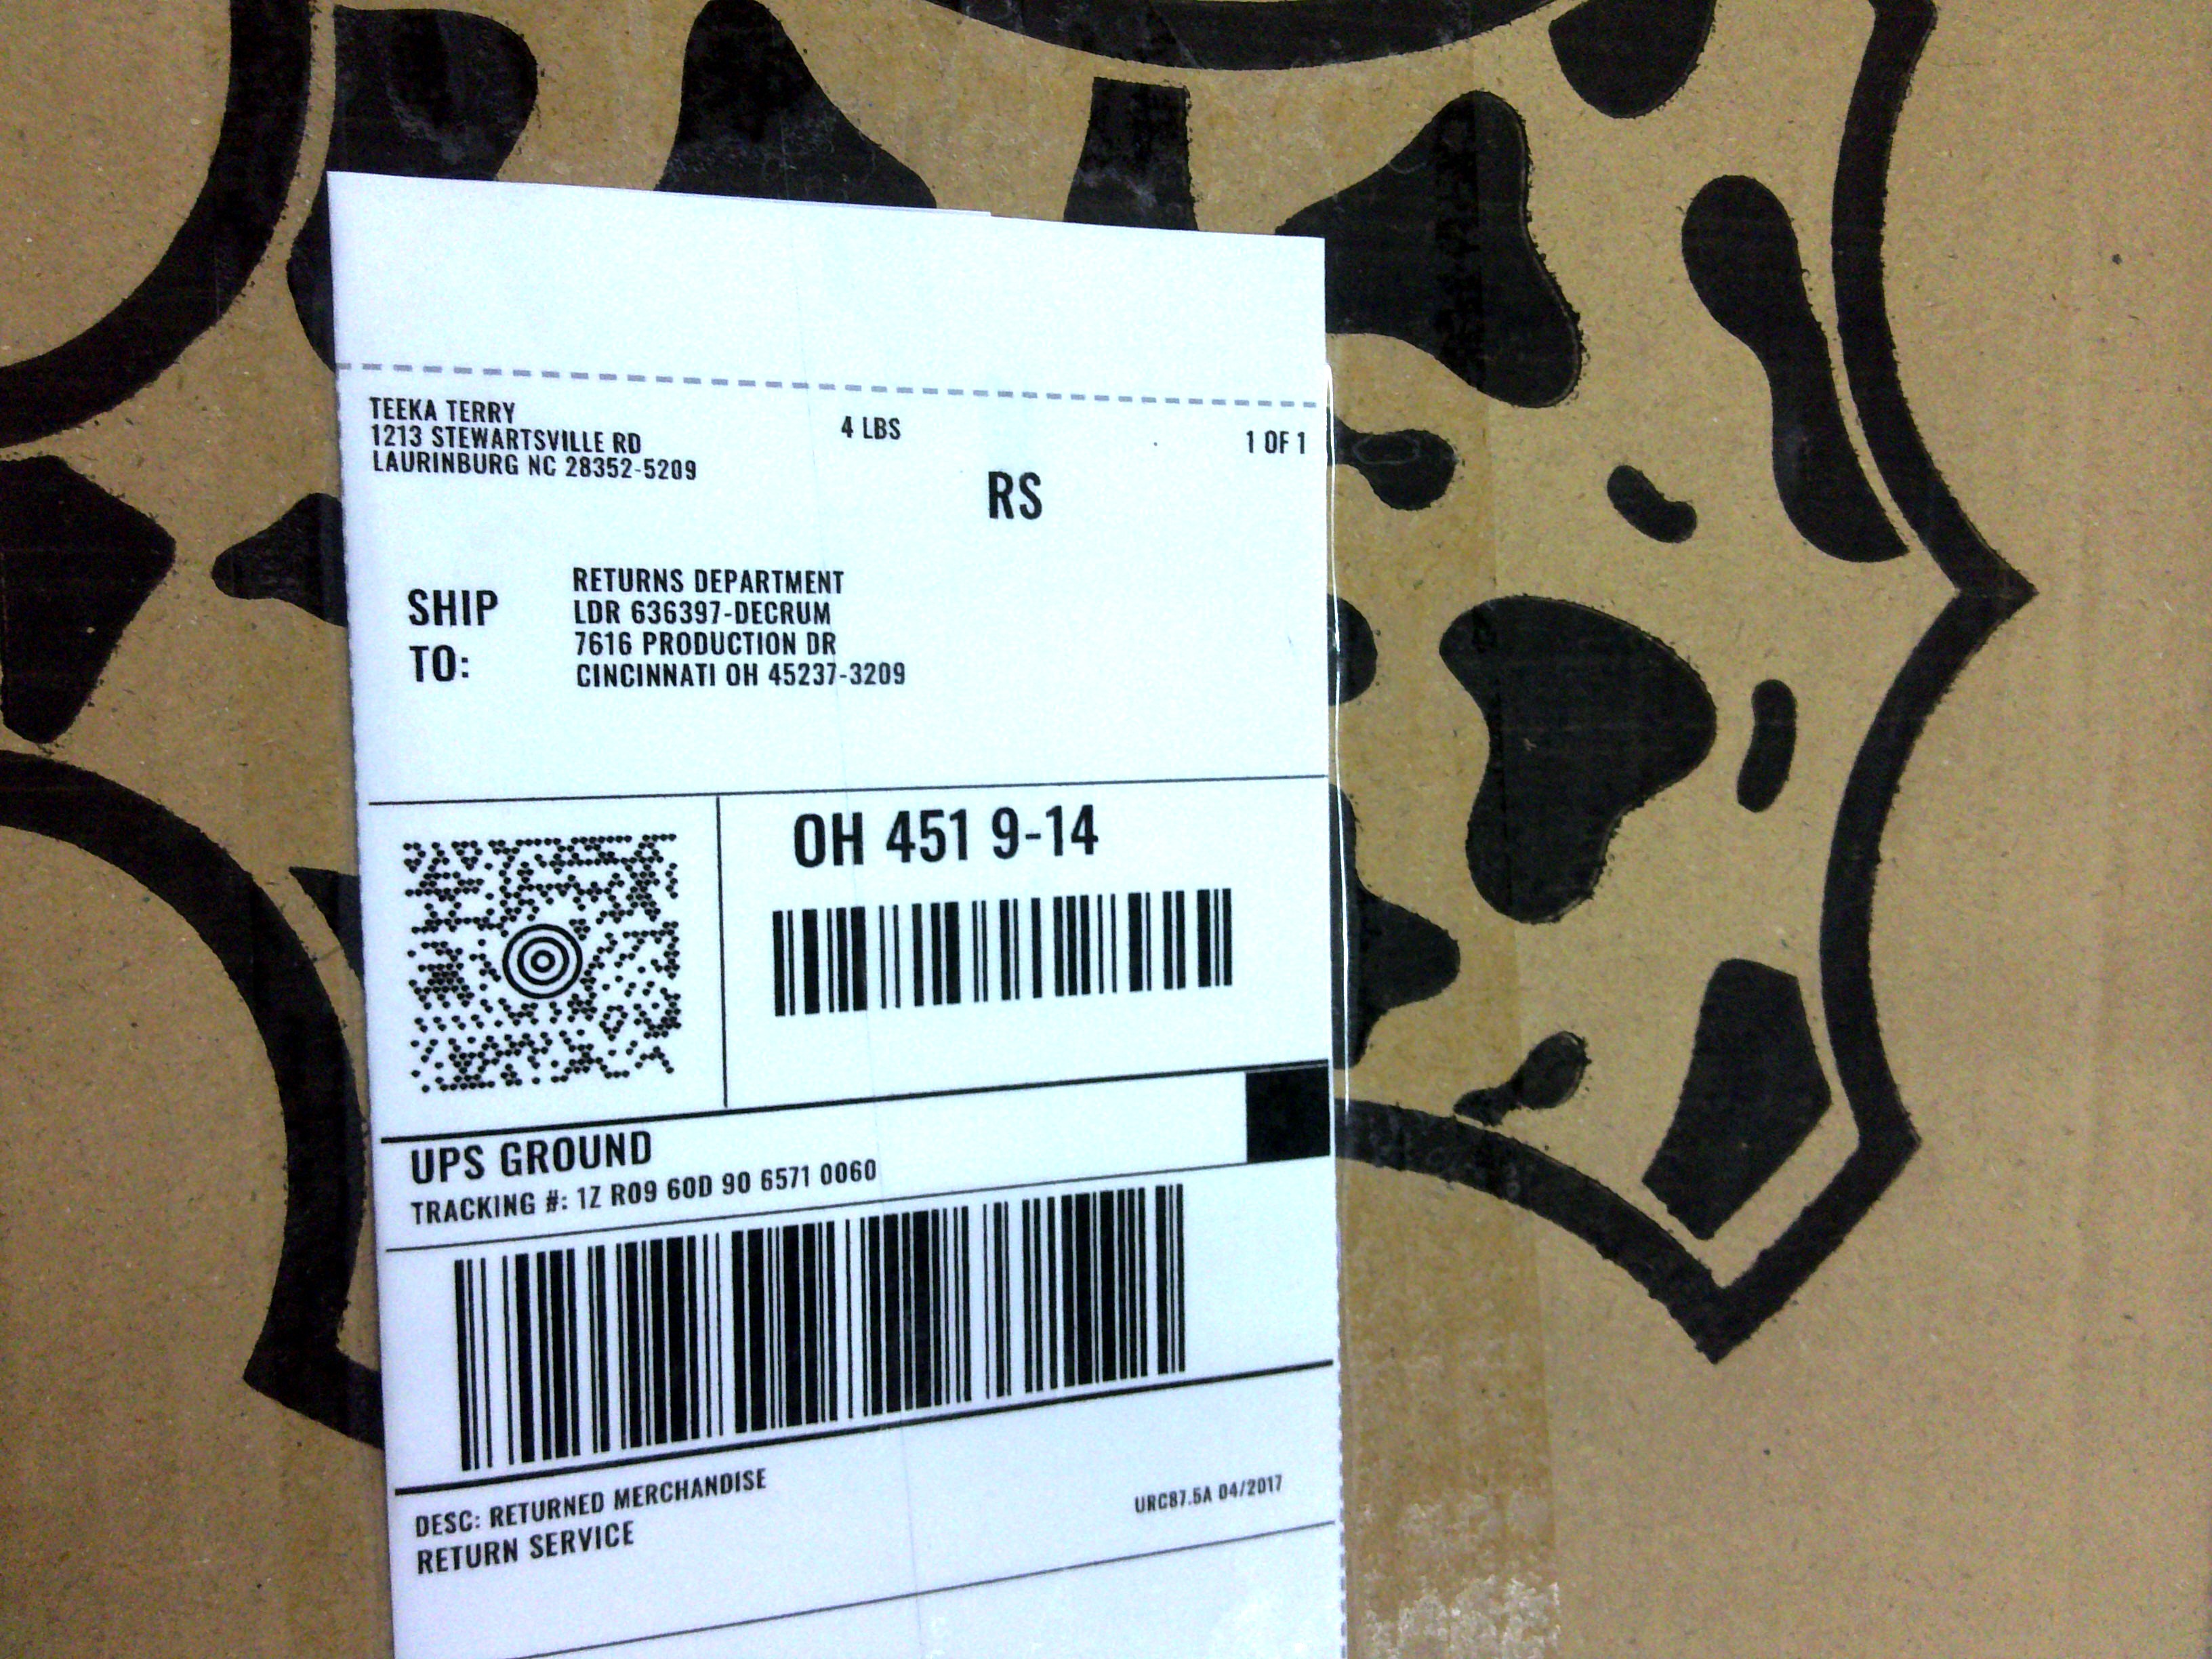 TEEKA TERRY
1213 STEWARTSVILLE RD
LAURINBURG NC 28352-5209
4 LBS
1 OF 1
RS
SHIP TO:
RETURNS DEPARTMENT
LDR 636397-DECRUM
7616 PRODUCTION DR
CINCINNATI OH 45237-3209
OH 451 9-14
UPS GROUND
TRACKING #: 1Z R09 60D 90 6571 0060
DESC: RETURNED MERCHANDISE
RETURN SERVICE
URC87.5A 04/2017